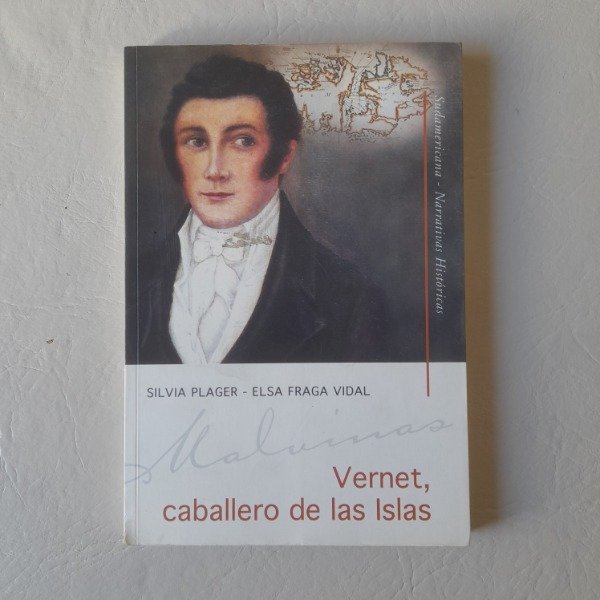 Sudamericana - Narrativas Históricas
SILVIA PLAGER - ELSA FRAGA VIDAL
Malvinas
Vernet,
caballero de las Islas